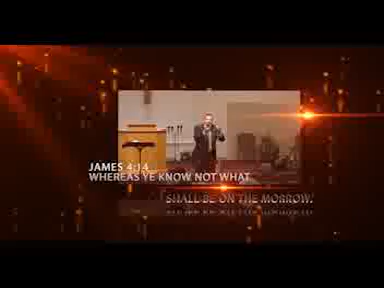 JAMES 4:14
WHEREAS YE KNOW NOT WHAT
SHALL BE ON THE MORROW.